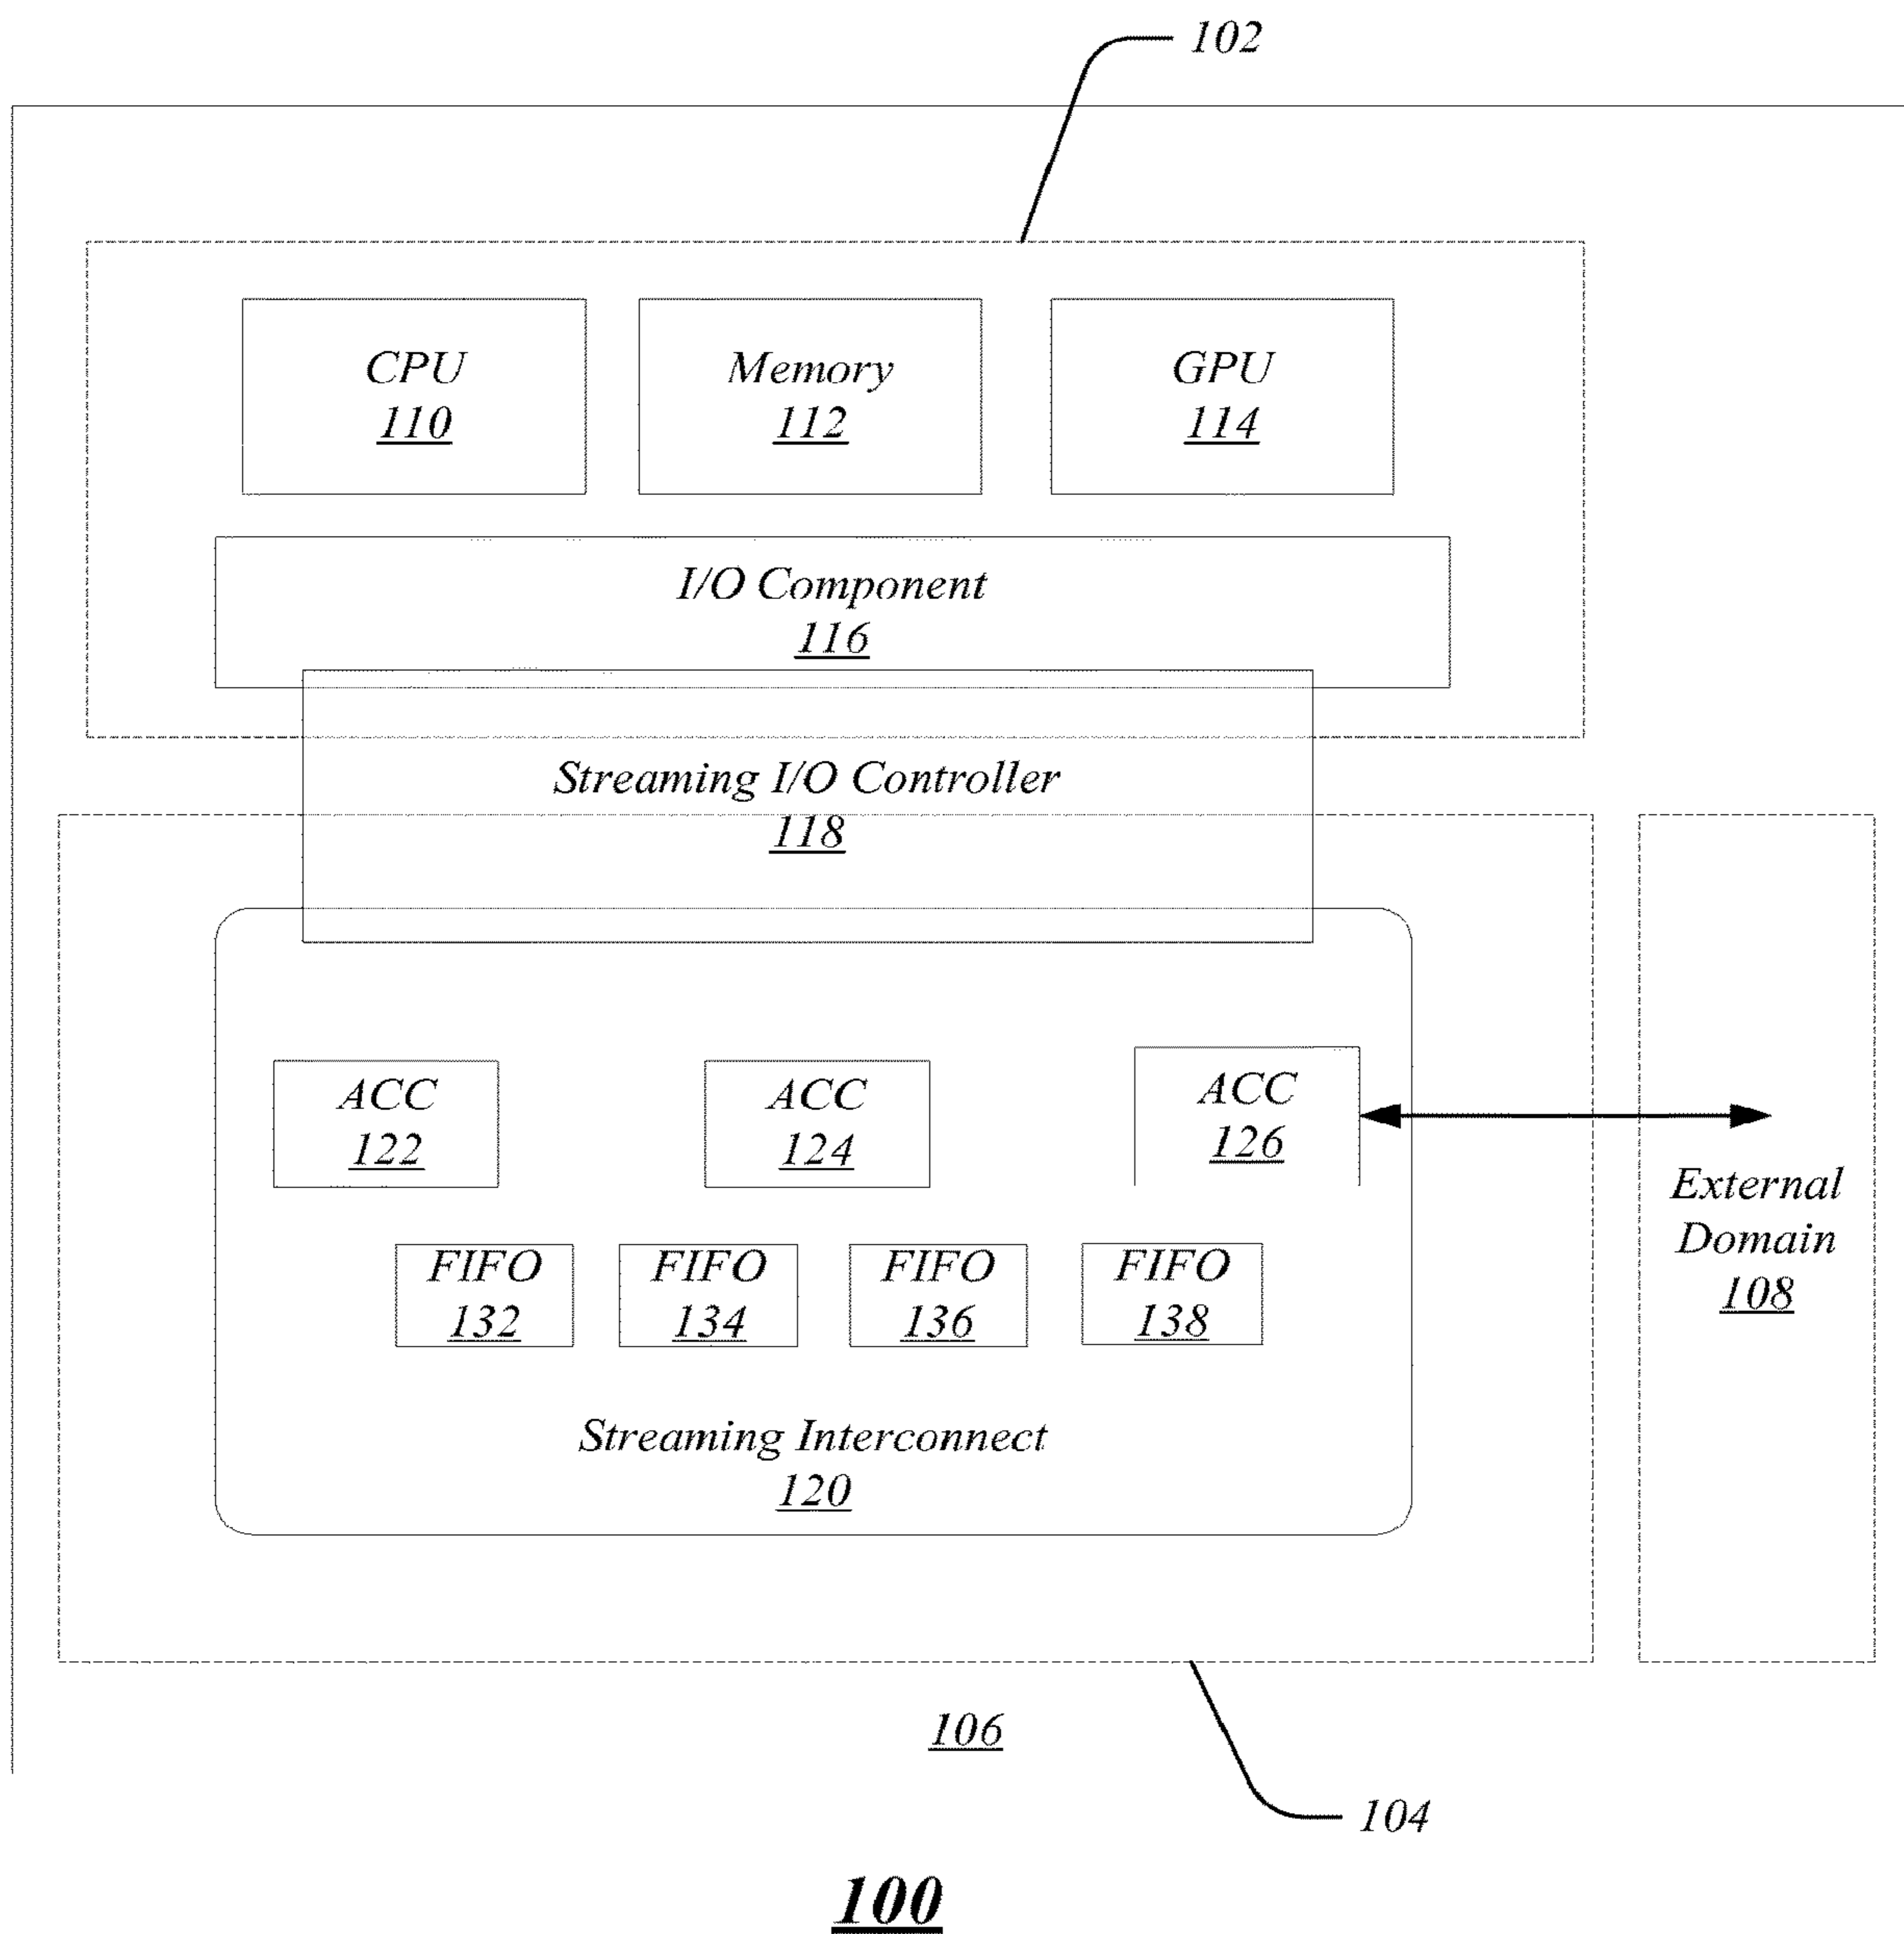 102
CPU
110
Memory
112
GPU
114
I/O Component
116
Streaming I/O Controller
118
ACC
122
ACC
124
ACC
126
FIFO
132
FIFO
134
FIFO
136
FIFO
138
External
Domain
108
Streaming Interconnect
120
106
104
100